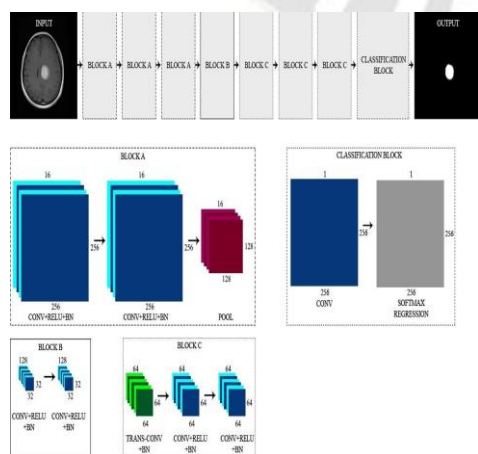 INPUT
OUTPUT
BLOCK A
BLOCK A
BLOCK A
BLOCK B
BLOCK C
BLOCK C
BLOCK C
CLASSIFICATION
BLOCK
BLOCK A
16
16
16
256
256
128
256
256
128
CONV+RELU+BN
CONV+RELU+BN
POOL
CLASSIFICATION BLOCK
1
1
256
256
256
256
CONV
SOFTMAX
REGRESSION
BLOCK B
128
128
32
32
32
32
CONV+RELU
+BN
CONV+RELU
+BN
BLOCK C
64
64
64
64
64
64
64
64
64
TRANS-CONV
+BN
CONV+RELU
+BN
CONV+RELU
+BN